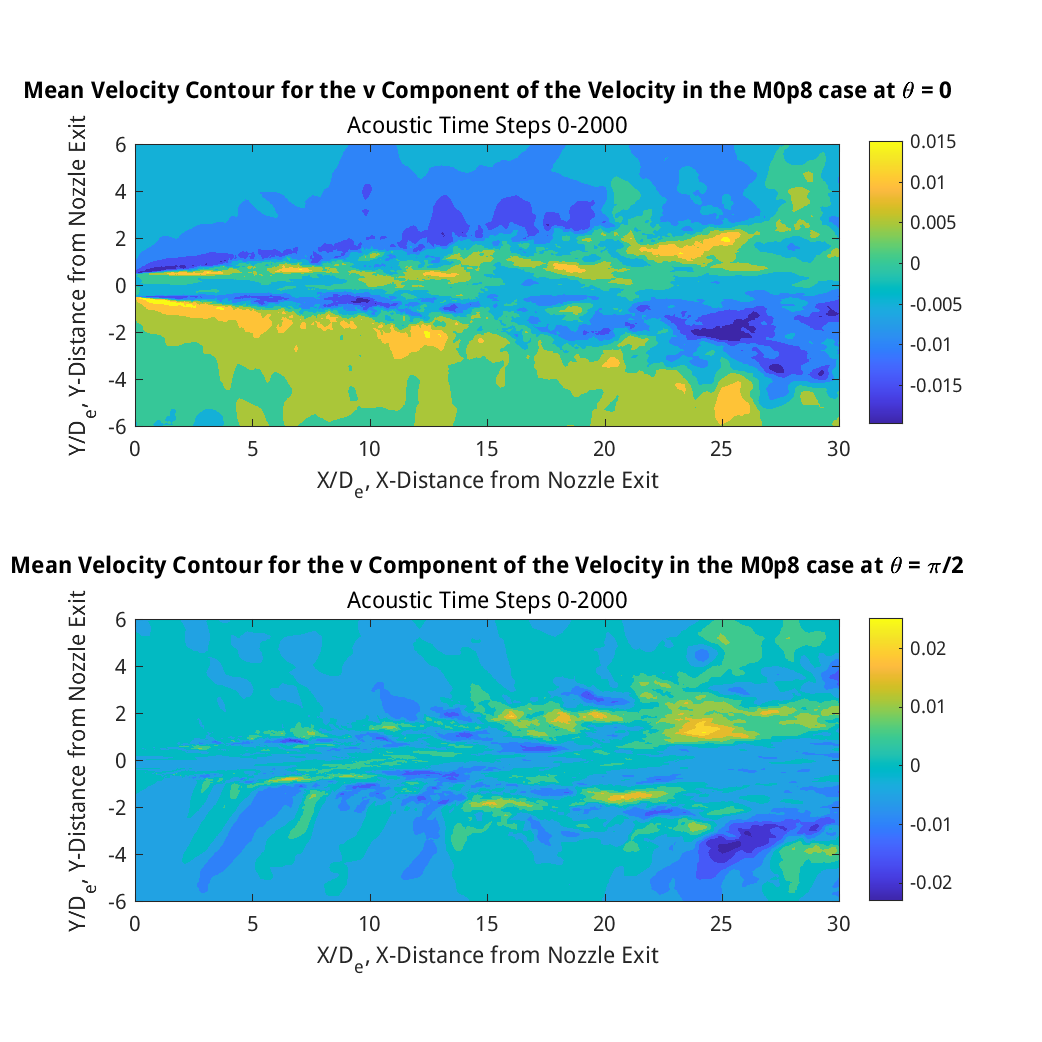 Mean Velocity Contour for the v Component of the Velocity in the M0p8 case at θ = 0
Acoustic Time Steps 0-2000
Y/De, Y-Distance from Nozzle Exit
6
4
2
0
-2
-4
-6
0 5 10 15 20 25 30
X/De, X-Distance from Nozzle Exit
0.015
0.01
0.005
0
-0.005
-0.01
-0.015
Mean Velocity Contour for the v Component of the Velocity in the M0p8 case at θ = π/2
Acoustic Time Steps 0-2000
Y/De, Y-Distance from Nozzle Exit
6
4
2
0
-2
-4
-6
0 5 10 15 20 25 30
X/De, X-Distance from Nozzle Exit
0.02
0.01
0
-0.01
-0.02